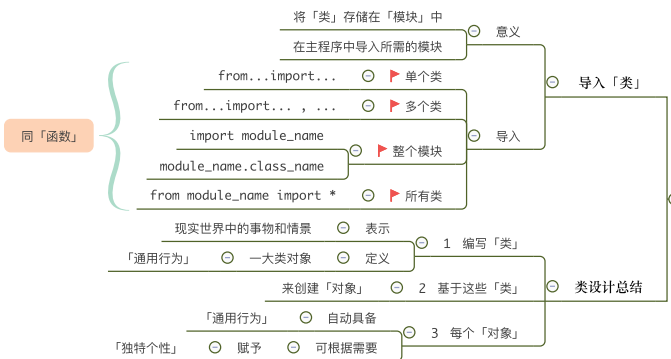 将「类」存储在「模块」中
在主程序中导入所需的模块
意义
from...import...
单个类
from...import... , ...
多个类
import module_name
module_name.class_name
整个模块
from module_name import *
所有类
导入
导入「类」
同「函数」
现实世界中的事物和情景
表示
「通用行为」
一大类对象
定义
1 编写「类」
来创建「对象」
2 基于这些「类」
类设计总结
「通用行为」
自动具备
3 每个「对象」
「独特个性」
赋予
可根据需要